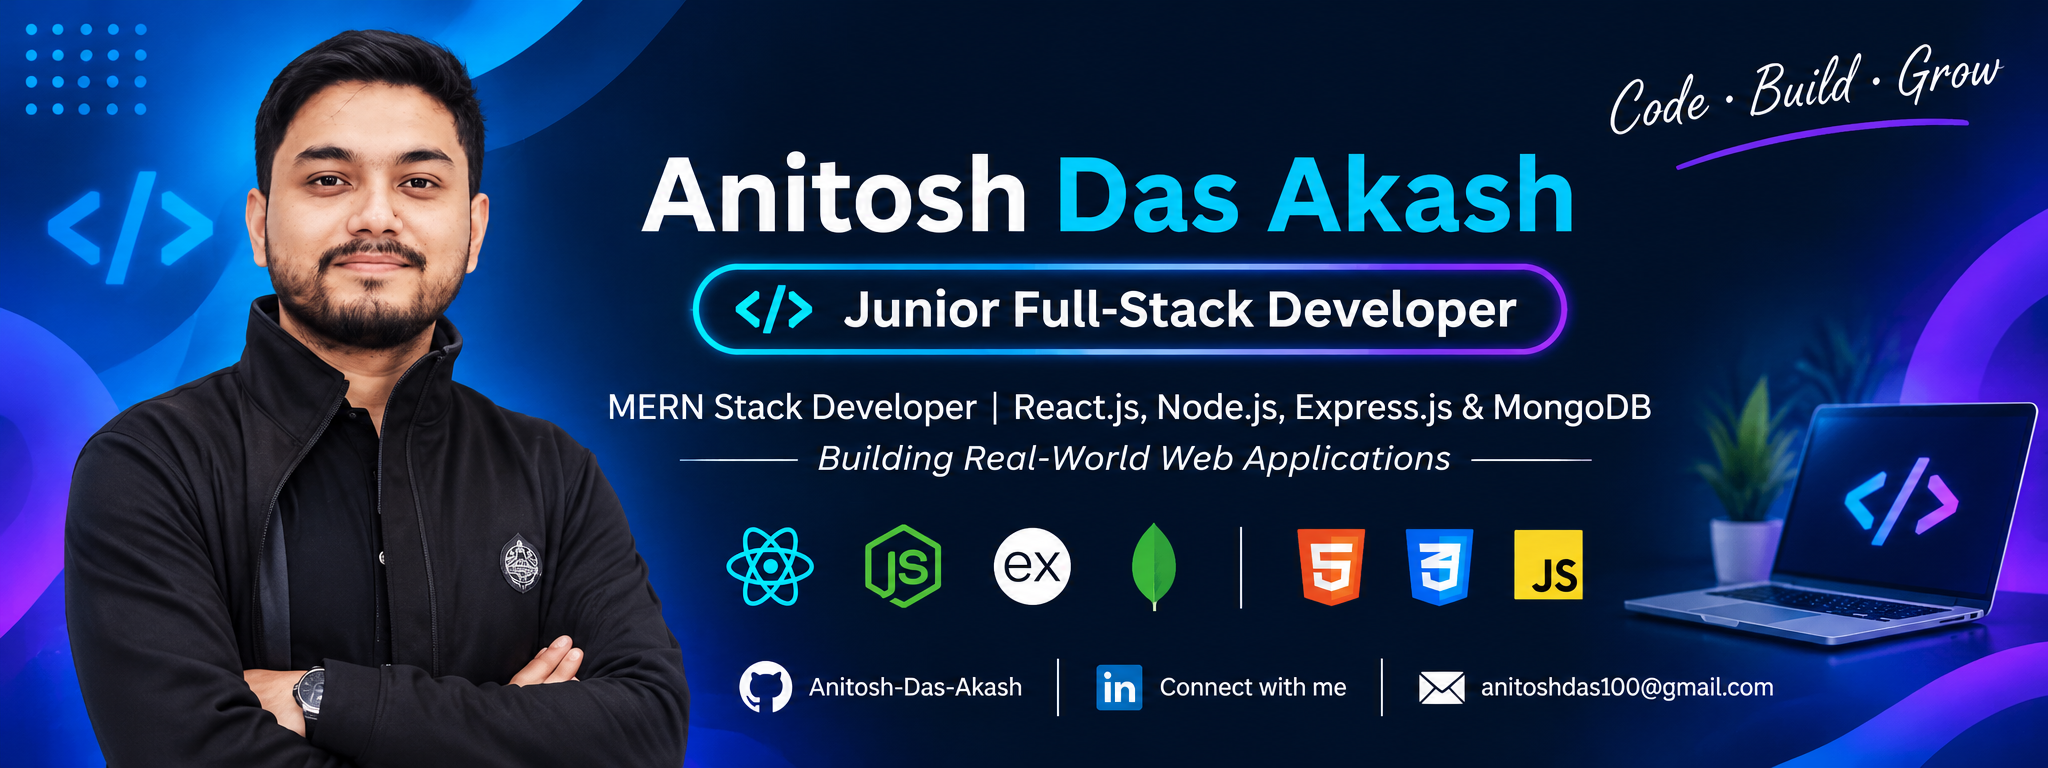 Code · Build · Grow
Anitosh Das Akash
</> Junior Full-Stack Developer
MERN Stack Developer | React.js, Node.js, Express.js & MongoDB
Building Real-World Web Applications
JS ex 5 3 JS
Anitosh-Das-Akash | in Connect with me | anitoshdas100@gmail.com